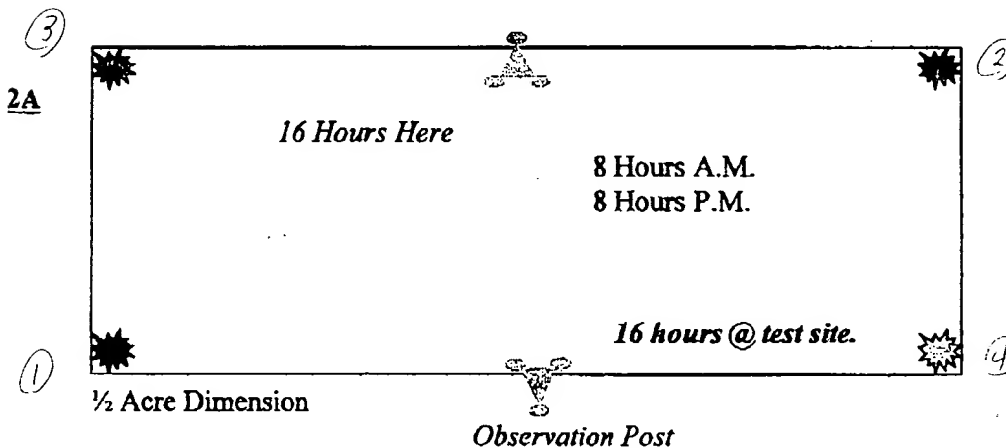 3
2
2A
16 Hours Here
8 Hours A.M.
8 Hours P.M.
16 hours @ test site.
1
4
½ Acre Dimension
Observation Post